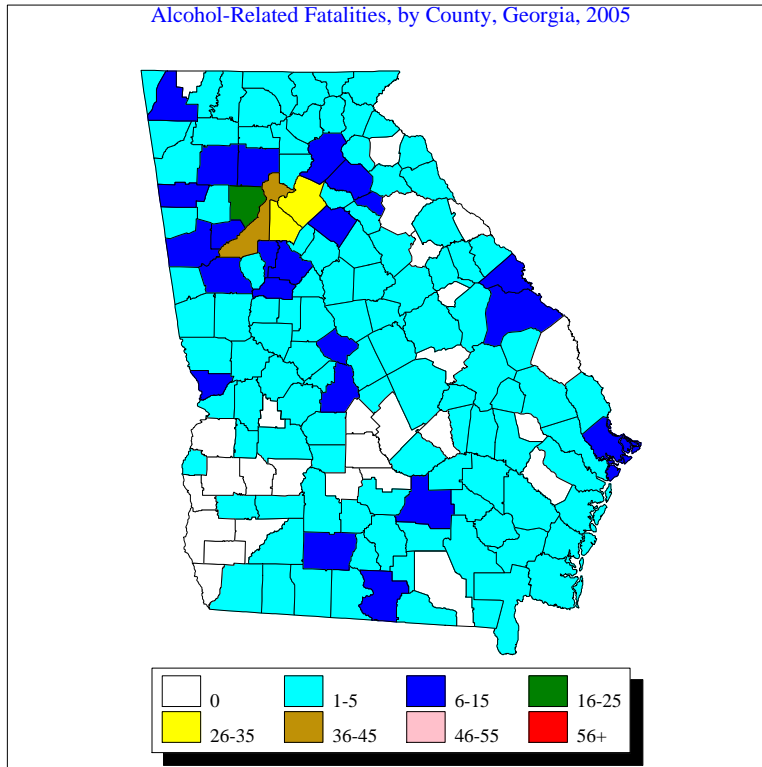 Alcohol-Related Fatalities, by County, Georgia, 2005
0 1-5 6-15 16-25
26-35 36-45 46-55 56+